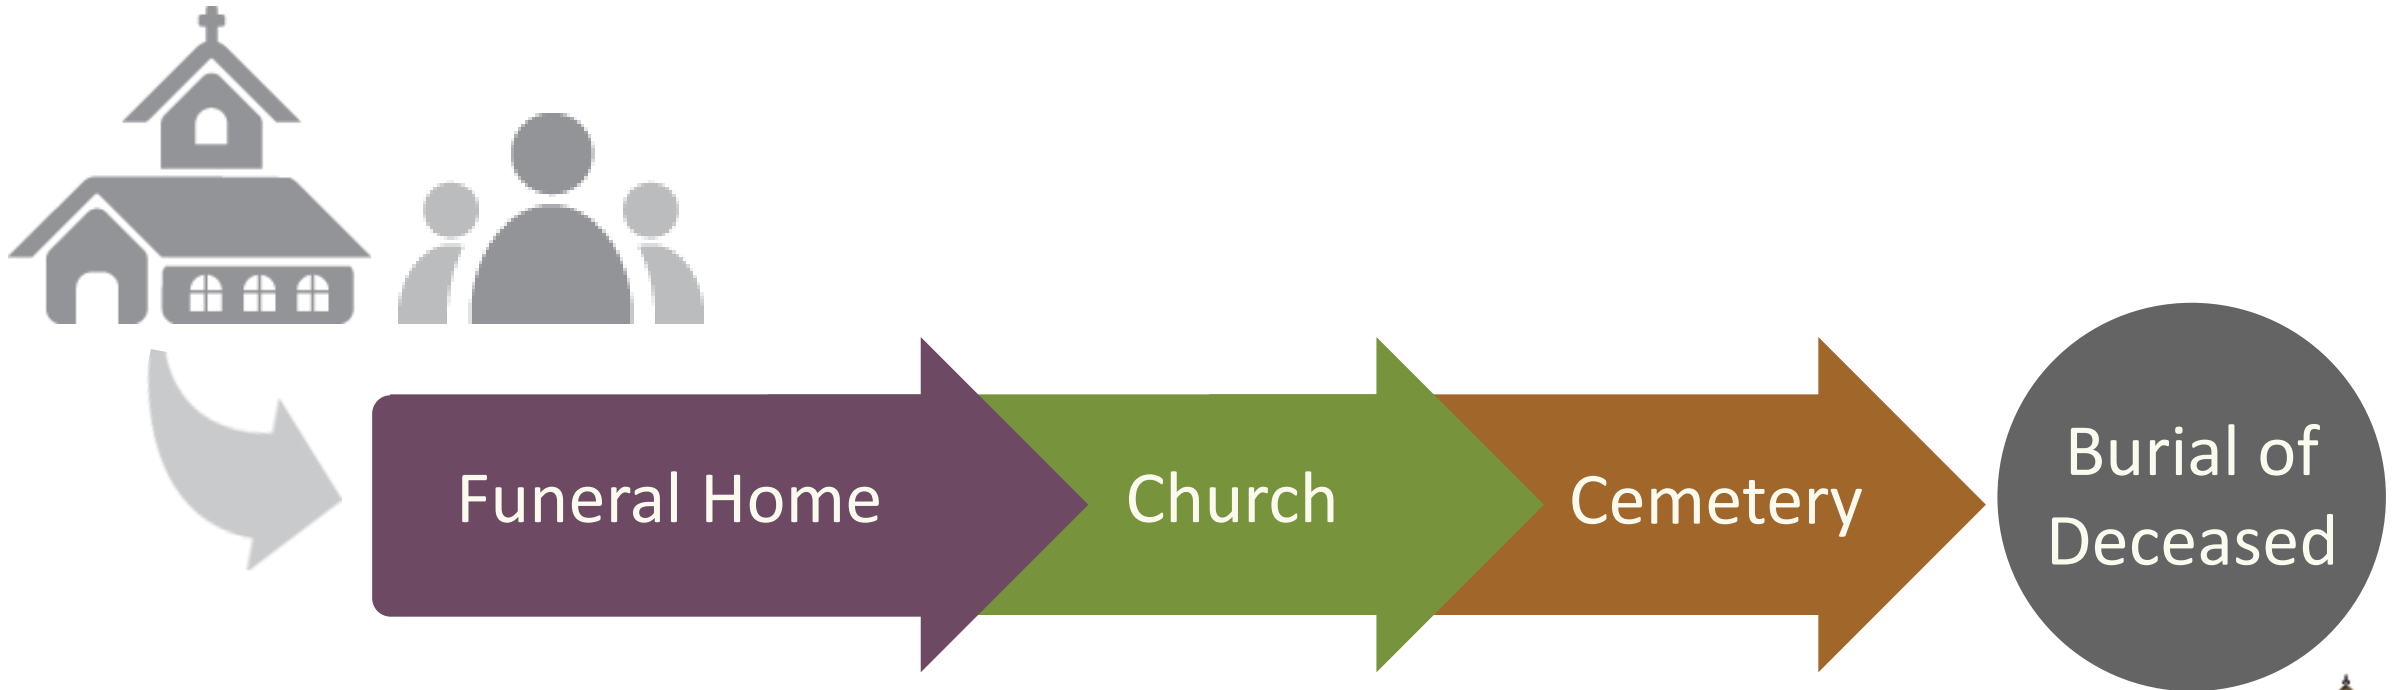 Funeral Home
Church
Cemetery
Burial of
Deceased